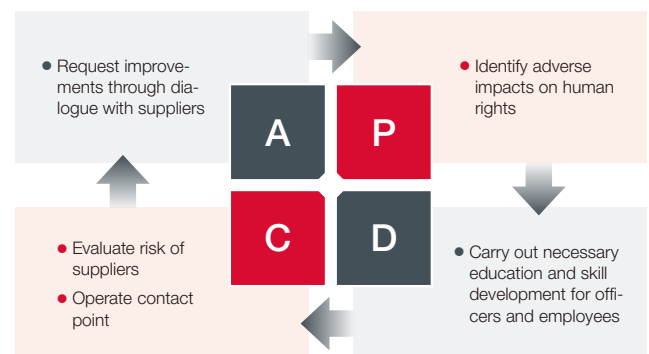 Request improve-
ments through dia-
logue with suppliers
Identify adverse
impacts on human
rights
A
P
C
D
Evaluate risk of
suppliers
Operate contact
point
Carry out necessary
education and skill
development for offi-
cers and employees